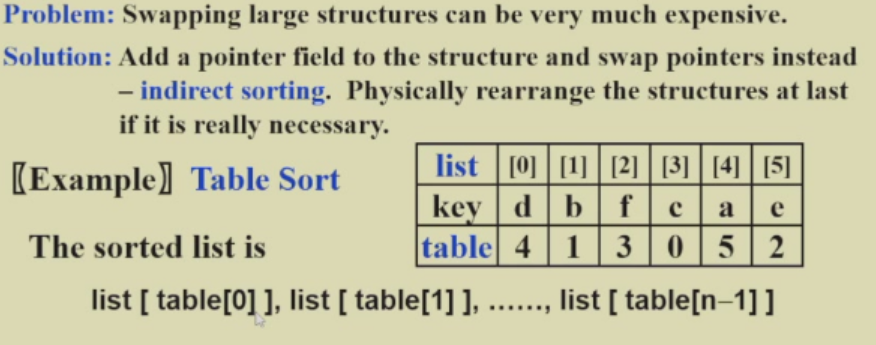 Problem: Swapping large structures can be very much expensive.
Solution: Add a pointer field to the structure and swap pointers instead
– indirect sorting. Physically rearrange the structures at last
if it is really necessary.
〖Example〗 Table Sort
list [0] [1] [2] [3] [4] [5]
key d b f c a e
table 4 1 3 0 5 2
The sorted list is
list [ table[0] ], list [ table[1] ], ……, list [ table[n–1] ]